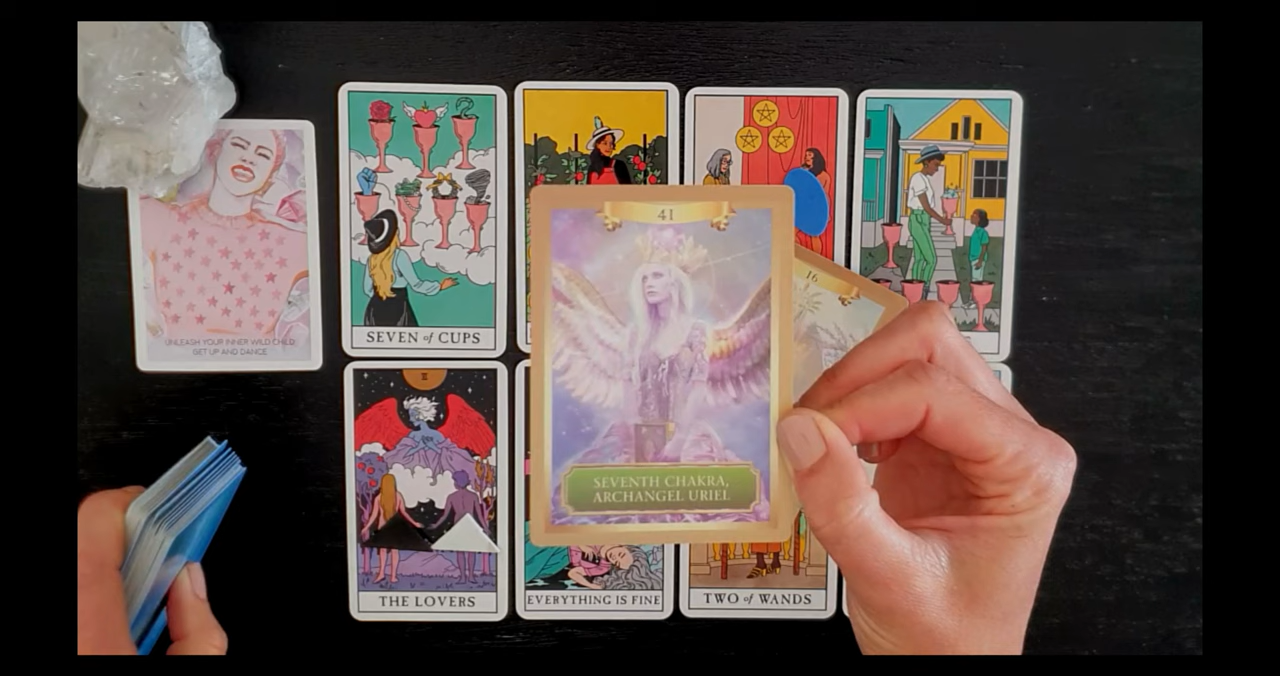 UNLEASH YOUR INNER WILD CHILD
GET UP AND DANCE
SEVEN of CUPS
41
16
SEVENTH CHAKRA,
ARCHANGEL URIEL
II
THE LOVERS
EVERYTHING IS FINE
TWO of WANDS